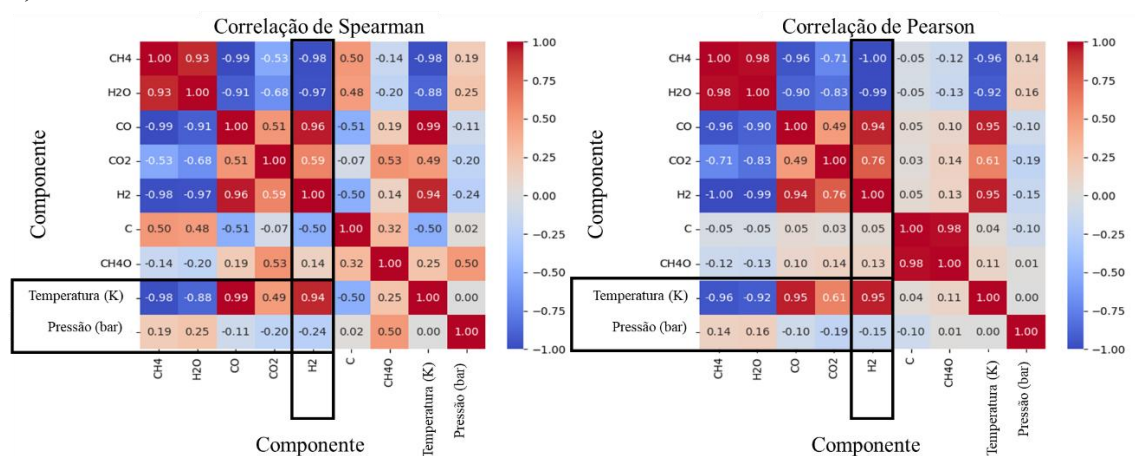 Correlação de Spearman
CH4 1.00 0.93 -0.99 -0.53 -0.98 0.50 -0.14 -0.98 0.19
H2O 0.93 1.00 -0.91 -0.68 -0.97 0.48 -0.20 -0.88 0.25
CO -0.99 -0.91 1.00 0.51 0.96 -0.51 0.19 0.99 -0.11
CO2 -0.53 -0.68 0.51 1.00 0.59 -0.07 0.53 0.49 -0.20
H2 -0.98 -0.97 0.96 0.59 1.00 -0.50 0.14 0.94 -0.24
C 0.50 0.48 -0.51 -0.07 -0.50 1.00 0.32 -0.50 0.02
CH4O -0.14 -0.20 0.19 0.53 0.14 0.32 1.00 0.25 0.50
Temperatura (K) -0.98 -0.88 0.99 0.49 0.94 -0.50 0.25 1.00 0.00
Pressão (bar) 0.19 0.25 -0.11 -0.20 -0.24 0.02 0.50 0.00 1.00
CH4 H2O CO CO2 H2 C CH4O Temperatura (K) Pressão (bar)
Componente
Componente
1.00
0.75
0.50
0.25
0.00
−0.25
−0.50
−0.75
−1.00
Correlação de Pearson
CH4 1.00 0.98 -0.96 -0.71 -1.00 -0.05 -0.12 -0.96 0.14
H2O 0.98 1.00 -0.90 -0.83 -0.99 -0.05 -0.13 -0.92 0.16
CO -0.96 -0.90 1.00 0.49 0.94 0.05 0.10 0.95 -0.10
CO2 -0.71 -0.83 0.49 1.00 0.76 0.03 0.14 0.61 -0.19
H2 -1.00 -0.99 0.94 0.76 1.00 0.05 0.13 0.95 -0.15
C -0.05 -0.05 0.05 0.03 0.05 1.00 0.98 0.04 -0.10
CH4O -0.12 -0.13 0.10 0.14 0.13 0.98 1.00 0.11 0.01
Temperatura (K) -0.96 -0.92 0.95 0.61 0.95 0.04 0.11 1.00 0.00
Pressão (bar) 0.14 0.16 -0.10 -0.19 -0.15 -0.10 0.01 0.00 1.00
CH4 H2O CO CO2 H2 C CH4O Temperatura (K) Pressão (bar)
Componente
Componente
1.00
0.75
0.50
0.25
0.00
−0.25
−0.50
−0.75
−1.00